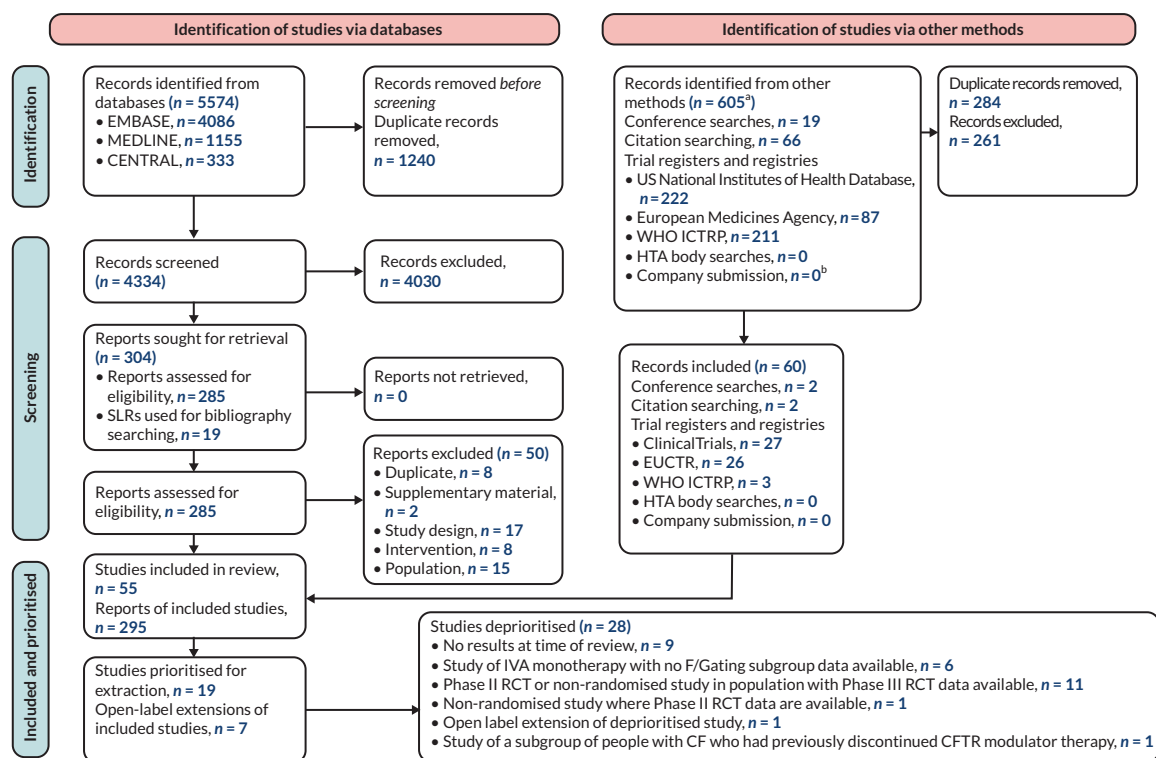 Identification of studies via databases
Identification of studies via other methods
Identification
Records identified from
databases (n = 5574)
• EMBASE, n = 4086
• MEDLINE, n = 1155
• CENTRAL, n = 333
Records removed before
screening
Duplicate records
removed,
n = 1240
Records identified from other
methods (n = 605a)
Conference searches, n = 19
Citation searching, n = 66
Trial registers and registries
• US National Institutes of Health Database,
n = 222
• European Medicines Agency, n = 87
• WHO ICTRP, n = 211
• HTA body searches, n = 0
• Company submission, n = 0b
Duplicate records removed,
n = 284
Records excluded,
n = 261
Screening
Records screened
(n = 4334)
Records excluded,
n = 4030
Reports sought for retrieval
(n = 304)
• Reports assessed for
eligibility, n = 285
• SLRs used for bibliography
searching, n = 19
Reports not retrieved,
n = 0
Reports assessed for
eligibility, n = 285
Reports excluded (n = 50)
• Duplicate, n = 8
• Supplementary material,
n = 2
• Study design, n = 17
• Intervention, n = 8
• Population, n = 15
Records included (n = 60)
Conference searches, n = 2
Citation searching, n = 2
Trial registers and registries
• ClinicalTrials, n = 27
• EUCTR, n = 26
• WHO ICTRP, n = 3
• HTA body searches, n = 0
• Company submission, n = 0
Included and prioritised
Studies included in review,
n = 55
Reports of included studies,
n = 295
Studies prioritised for
extraction, n = 19
Open-label extensions of
included studies, n = 7
Studies deprioritised (n = 28)
• No results at time of review, n = 9
• Study of IVA monotherapy with no F/Gating subgroup data available, n = 6
• Phase II RCT or non-randomised study in population with Phase III RCT data available, n = 11
• Non-randomised study where Phase II RCT data are available, n = 1
• Open label extension of deprioritised study, n = 1
• Study of a subgroup of people with CF who had previously discontinued CFTR modulator therapy, n = 1